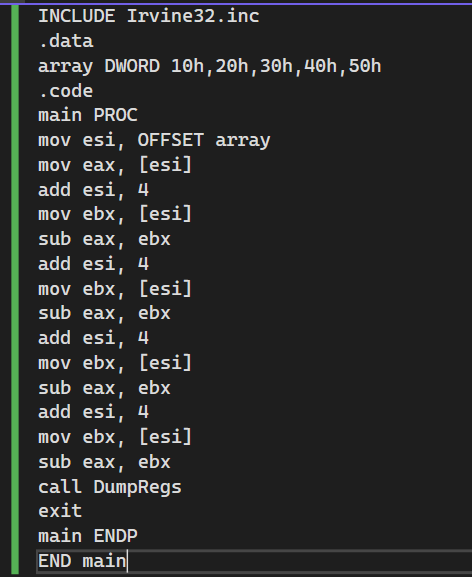 INCLUDE Irvine32.inc
.data
array DWORD 10h,20h,30h,40h,50h
.code
main PROC
mov esi, OFFSET array
mov eax, [esi]
add esi, 4
mov ebx, [esi]
sub eax, ebx
add esi, 4
mov ebx, [esi]
sub eax, ebx
add esi, 4
mov ebx, [esi]
sub eax, ebx
add esi, 4
mov ebx, [esi]
sub eax, ebx
call DumpRegs
exit
main ENDP
END main